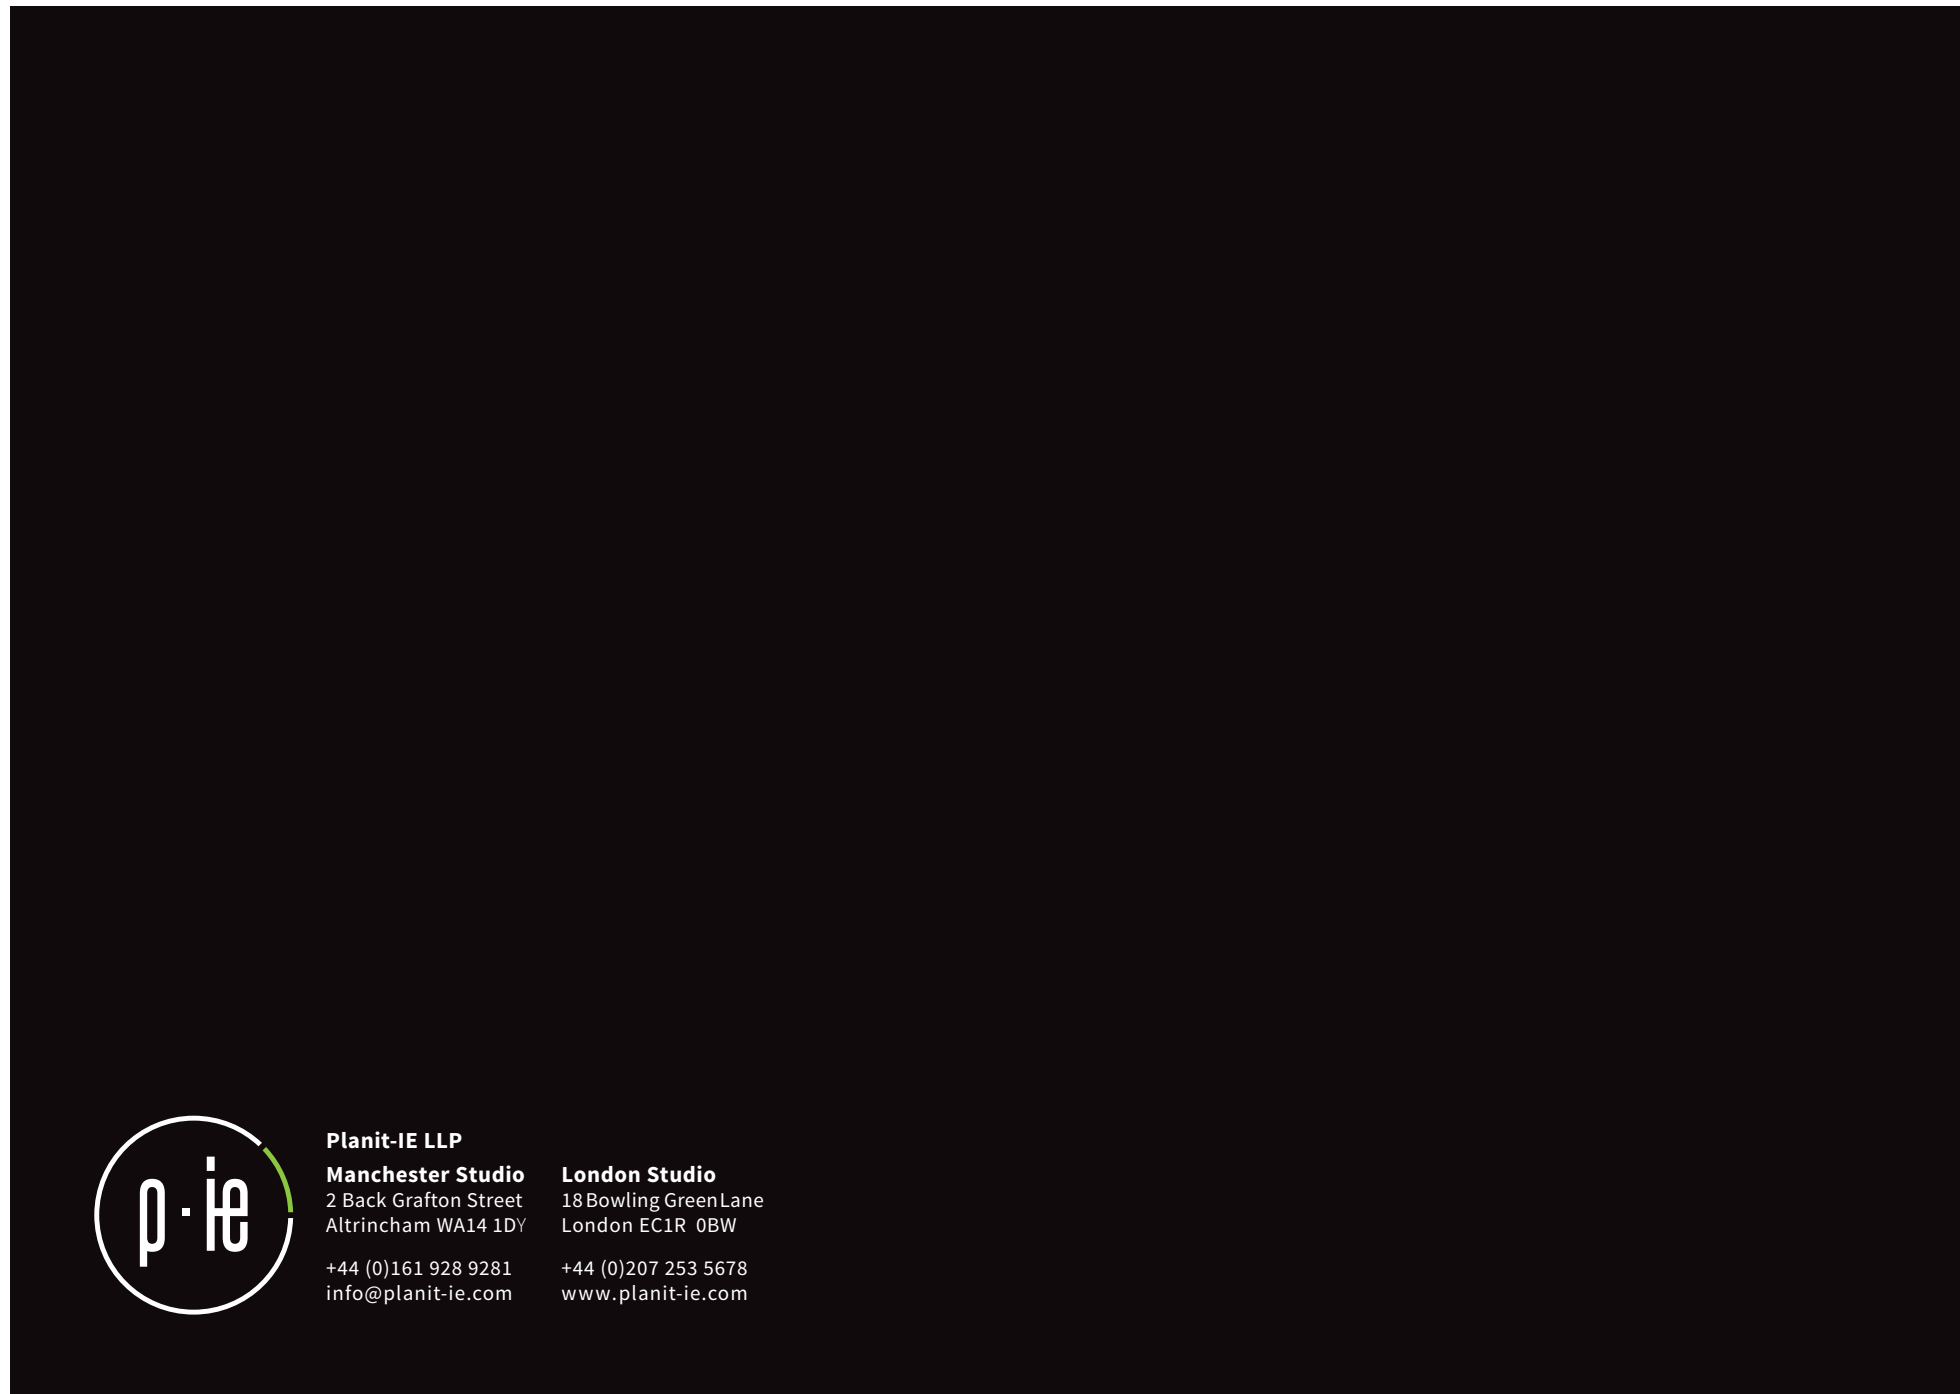 p·ie
Planit-IE LLP
Manchester Studio
2 Back Grafton Street
Altrincham WA14 1DY
+44 (0)161 928 9281
info@planit-ie.com
London Studio
18 Bowling Green Lane
London EC1R 0BW
+44 (0)207 253 5678
www.planit-ie.com